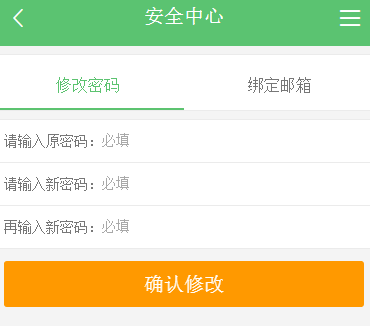 安全中心
修改密码 绑定邮箱
请输入原密码：必填
请输入新密码：必填
再输入新密码：必填
确认修改